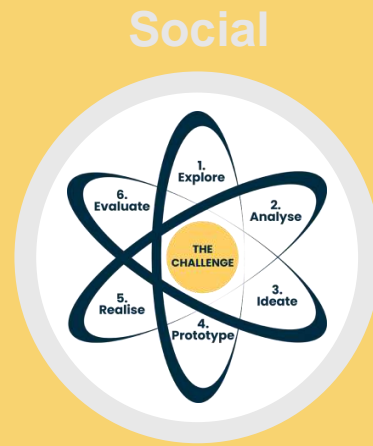 Social
1.
Explore
2.
Analyse
3.
Ideate
4.
Prototype
5.
Realise
6.
Evaluate
THE
CHALLENGE